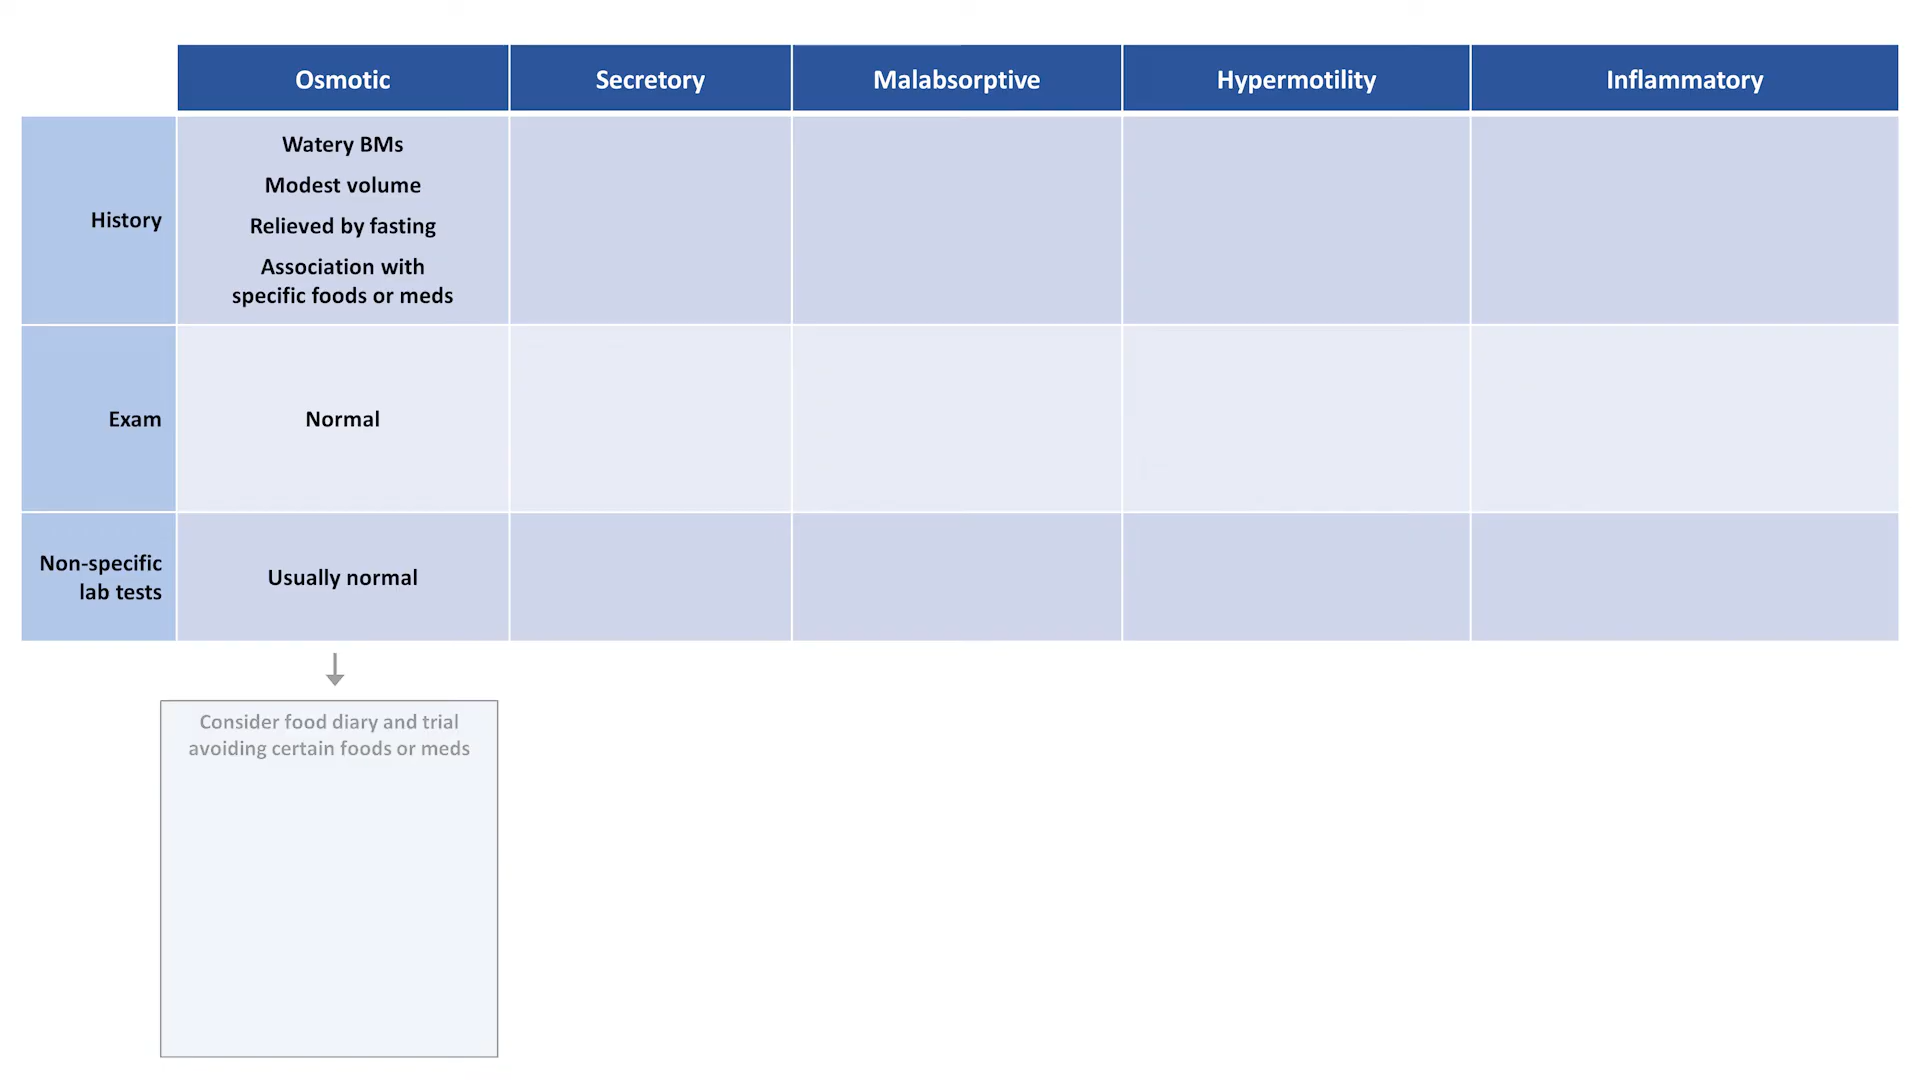 Osmotic
Secretory
Malabsorptive
Hypermotility
Inflammatory
History
Watery BMs
Modest volume
Relieved by fasting
Association with
specific foods or meds
Exam
Normal
Non-specific
lab tests
Usually normal
Consider food diary and trial
avoiding certain foods or meds